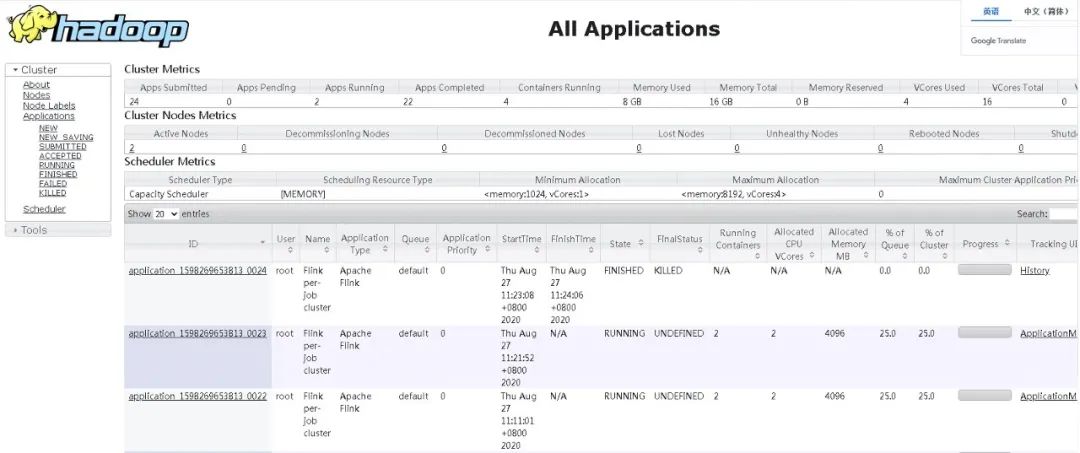 hadoop
All Applications
英语 中文（简体）
Google Translate
Cluster
About
Nodes
Node Labels
Applications
NEW
NEW_SAVING
SUBMITTED
ACCEPTED
RUNNING
FINISHED
FAILED
KILLED
Scheduler
Tools
Cluster Metrics
Apps Submitted Apps Pending Apps Running Apps Completed Containers Running Memory Used Memory Total Memory Reserved VCores Used VCores Total
24 0 2 22 4 8 GB 16 GB 0 B 4 16 0
Cluster Nodes Metrics
Active Nodes Decommissioning Nodes Decommissioned Nodes Lost Nodes Unhealthy Nodes Rebooted Nodes Shutd
2 0 0 0 0 0 0
Scheduler Metrics
Scheduler Type Scheduling Resource Type Minimum Allocation Maximum Allocation Maximum Cluster Application Pri
Capacity Scheduler [MEMORY] <memory:1024, vCores:1> <memory:8192, vCores:4> 0
Show 20 entries Search:
ID User Name Application Type Queue Application Priority StartTime FinishTime State FinalStatus Running Containers Allocated CPU VCores Allocated Memory MB % of Queue % of Cluster Progress Tracking UI
application_1598269653813_0024 root Flink per-job cluster Apache Flink default 0 Thu Aug 27 11:23:08 +0800 2020 Thu Aug 27 11:24:06 +0800 2020 FINISHED KILLED N/A N/A N/A 0.0 0.0 History
application_1598269653813_0023 root Flink per-job cluster Apache Flink default 0 Thu Aug 27 11:21:52 +0800 2020 N/A RUNNING UNDEFINED 2 2 4096 25.0 25.0 ApplicationM
application_1598269653813_0022 root Flink per-job cluster Apache Flink default 0 Thu Aug 27 11:11:01 +0800 2020 N/A RUNNING UNDEFINED 2 2 4096 25.0 25.0 ApplicationM